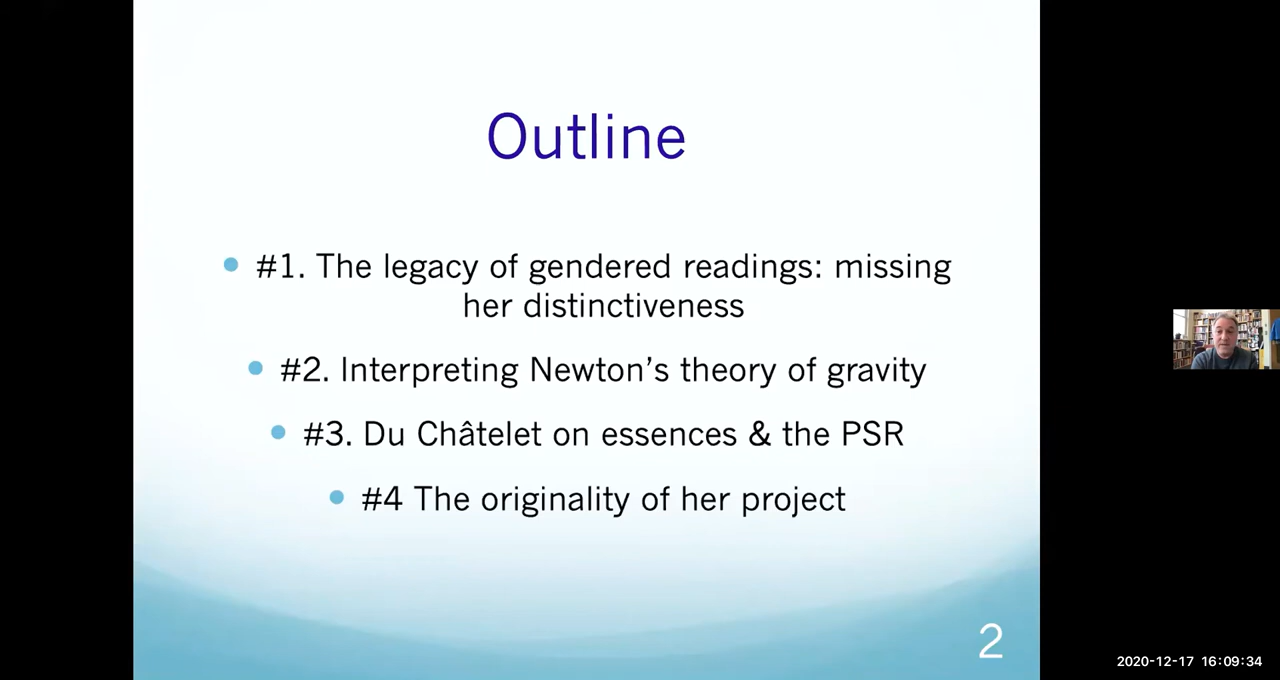 Outline
#1. The legacy of gendered readings: missing
her distinctiveness
#2. Interpreting Newton’s theory of gravity
#3. Du Châtelet on essences & the PSR
#4 The originality of her project
2
2020-12-17 16:09:34